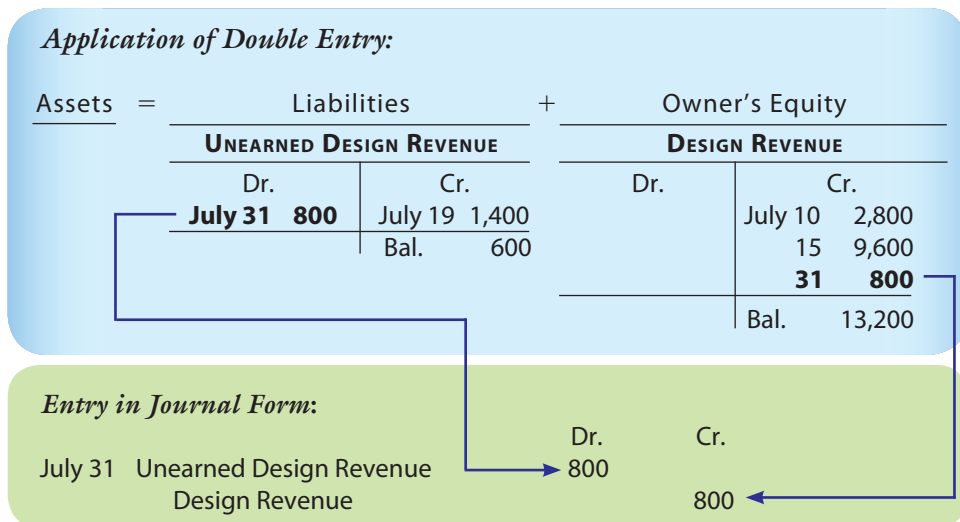 Application of Double Entry:
Assets = Liabilities + Owner's Equity
UNEARNED DESIGN REVENUE DESIGN REVENUE
Dr. Cr. Dr. Cr.
July 31 800 July 19 1,400 July 10 2,800
Bal. 600 15 9,600
31 800
Bal. 13,200
Entry in Journal Form:
Dr. Cr.
July 31 Unearned Design Revenue 800
Design Revenue 800